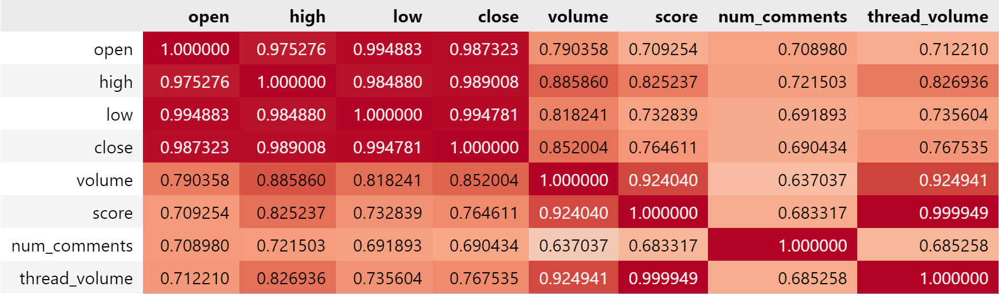 open high low close volume score num_comments thread_volume
open 1.000000 0.975276 0.994883 0.987323 0.790358 0.709254 0.708980 0.712210
high 0.975276 1.000000 0.984880 0.989008 0.885860 0.825237 0.721503 0.826936
low 0.994883 0.984880 1.000000 0.994781 0.818241 0.732839 0.691893 0.735604
close 0.987323 0.989008 0.994781 1.000000 0.852004 0.764611 0.690434 0.767535
volume 0.790358 0.885860 0.818241 0.852004 1.000000 0.924040 0.637037 0.924941
score 0.709254 0.825237 0.732839 0.764611 0.924040 1.000000 0.683317 0.999949
num_comments 0.708980 0.721503 0.691893 0.690434 0.637037 0.683317 1.000000 0.685258
thread_volume 0.712210 0.826936 0.735604 0.767535 0.924941 0.999949 0.685258 1.000000